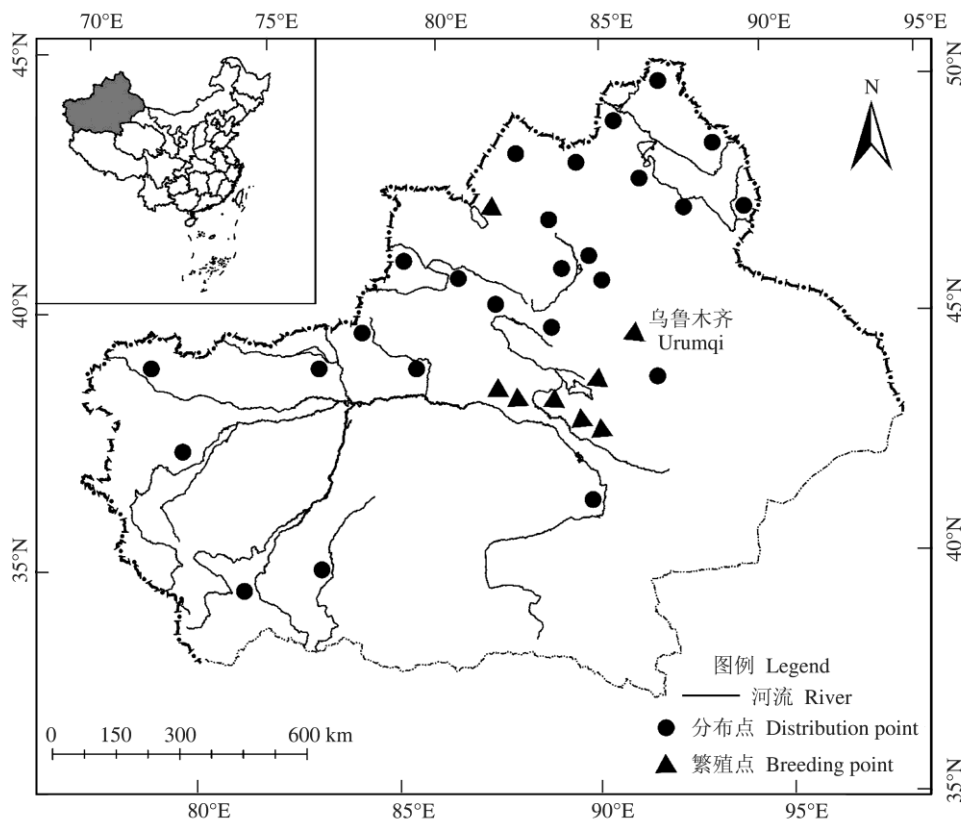 70°E 75°E 80°E 85°E 90°E 95°E
45°N
50°N
N
40°N
45°N
乌鲁木齐
Urumqi
35°N
40°N
图例 Legend
河流 River
分布点 Distribution point
繁殖点 Breeding point
0 150 300 600 km
35°N
80°E 85°E 90°E 95°E